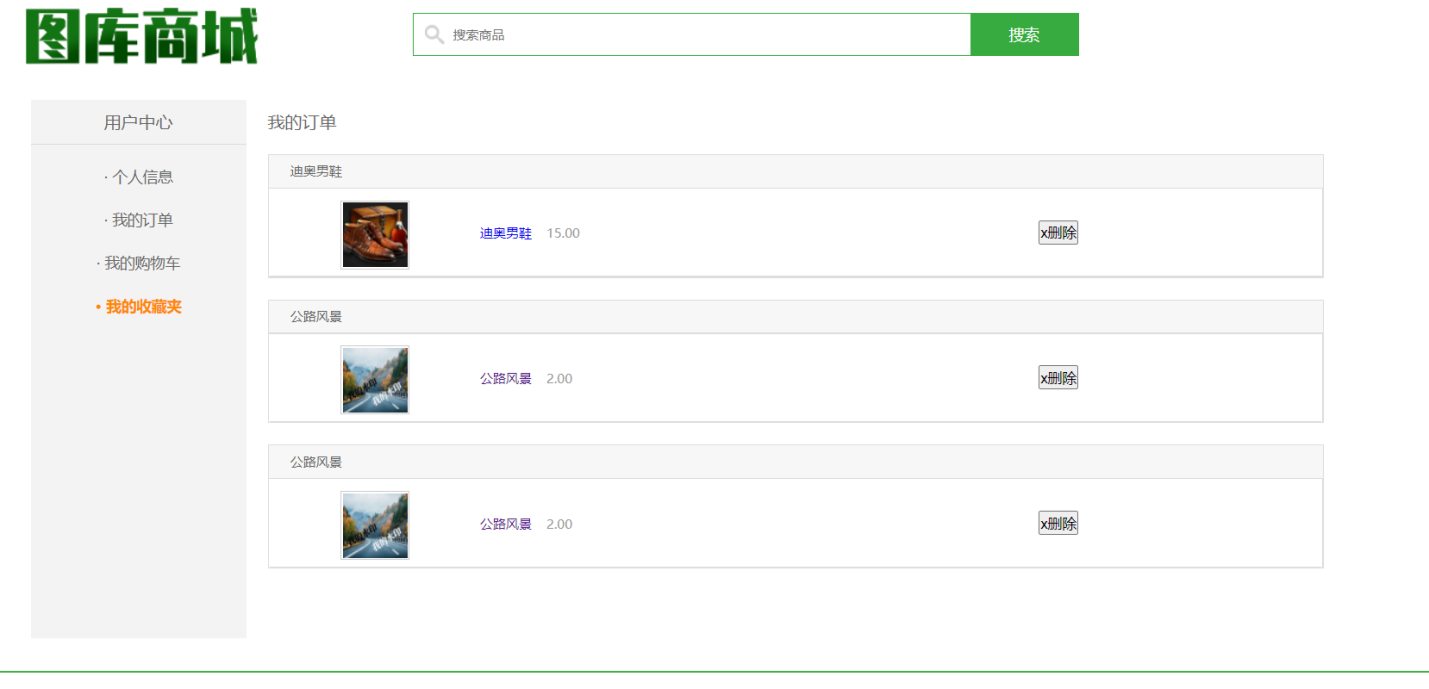 图库商城
搜索商品
搜索
用户中心
· 个人信息
· 我的订单
· 我的购物车
· 我的收藏夹
我的订单
迪奥男鞋
迪奥男鞋 15.00
x删除
公路风景
公路风景 2.00
x删除
公路风景
公路风景 2.00
x删除